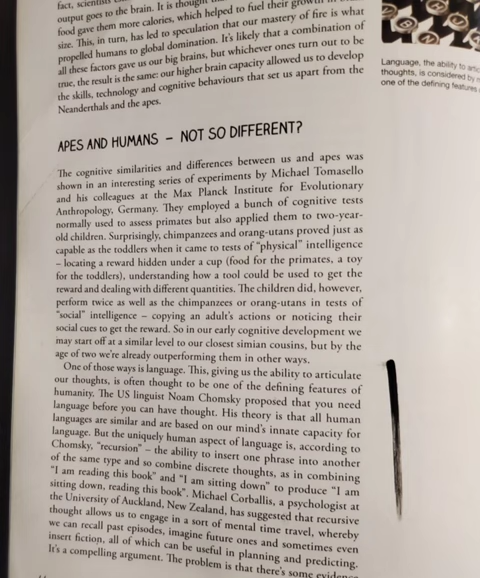 fact, scientists
output goes to the brain. It is thought
food gave them more calories, which helped to fuel their growth in
size. This, in turn, has led to speculation that our mastery of fire is what
propelled humans to global domination. It's likely that a combination of
all these factors gave us our big brains, but whichever ones turn out to be
true, the result is the same: our higher brain capacity allowed us to develop
the skills, technology and cognitive behaviours that set us apart from the
Neanderthals and the apes.
Language, the ability to
thoughts, is considered by
one of the defining features
APES AND HUMANS – NOT SO DIFFERENT?
The cognitive similarities and differences between us and apes was
shown in an interesting series of experiments by Michael Tomasello
and his colleagues at the Max Planck Institute for Evolutionary
Anthropology, Germany. They employed a bunch of cognitive tests
normally used to assess primates but also applied them to two-year-
old children. Surprisingly, chimpanzees and orang-utans proved just as
capable as the toddlers when it came to tests of "physical" intelligence
– locating a reward hidden under a cup (food for the primates, a toy
for the toddlers), understanding how a tool could be used to get the
reward and dealing with different quantities. The children did, however,
perform twice as well as the chimpanzees or orang-utans in tests of
"social" intelligence – copying an adult's actions or noticing their
social cues to get the reward. So in our early cognitive development we
may start off at a similar level to our closest simian cousins, but by the
age of two we're already outperforming them in other ways.
One of those ways is language. This, giving us the ability to articulate
our thoughts, is often thought to be one of the defining features of
humanity. The US linguist Noam Chomsky proposed that you need
language before you can have thought. His theory is that all human
languages are similar and are based on our mind's innate capacity for
language. But the uniquely human aspect of language is, according to
Chomsky, "recursion" – the ability to insert one phrase into another
of the same type and so combine discrete thoughts, as in combining
"I am reading this book" and "I am sitting down" to produce "I am
sitting down, reading this book". Michael Corballis, a psychologist at
the University of Auckland, New Zealand, has suggested that recursive
thought allows us to engage in a sort of mental time travel, whereby
we can recall past episodes, imagine future ones and sometimes even
insert fiction, all of which can be useful in planning and predicting.
It's a compelling argument. The problem is that there's some evidence